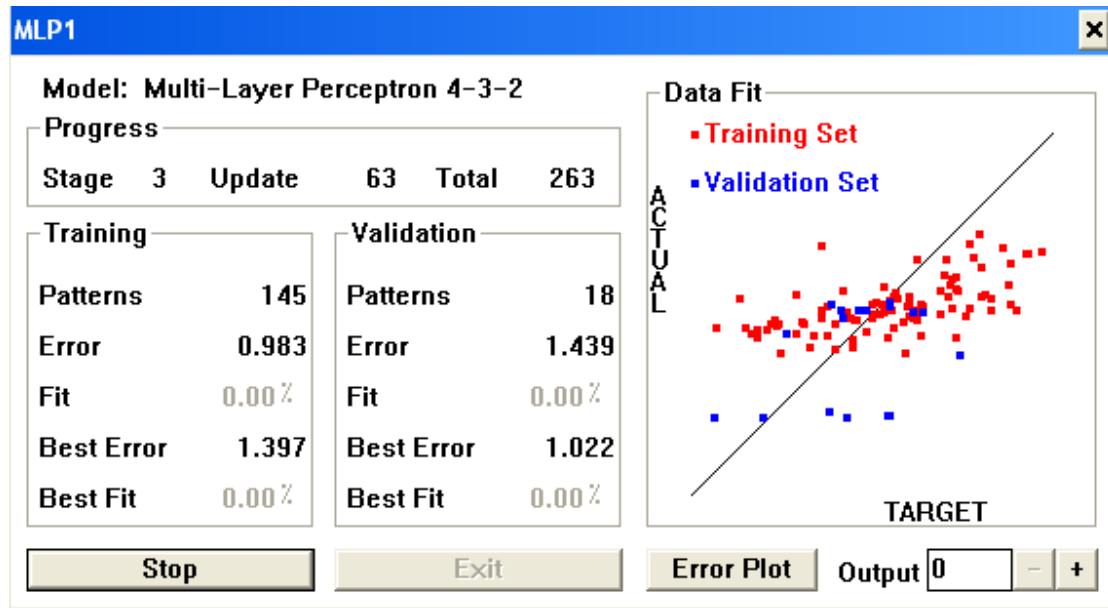 MLP1
Model: Multi-Layer Perceptron 4-3-2
Progress
Stage 3 Update 63 Total 263
Training
Patterns 145
Error 0.983
Fit 0.00%
Best Error 1.397
Best Fit 0.00%
Validation
Patterns 18
Error 1.439
Fit 0.00%
Best Error 1.022
Best Fit 0.00%
Data Fit
Training Set
Validation Set
ACTUAL
TARGET
Stop
Exit
Error Plot
Output 0 - +